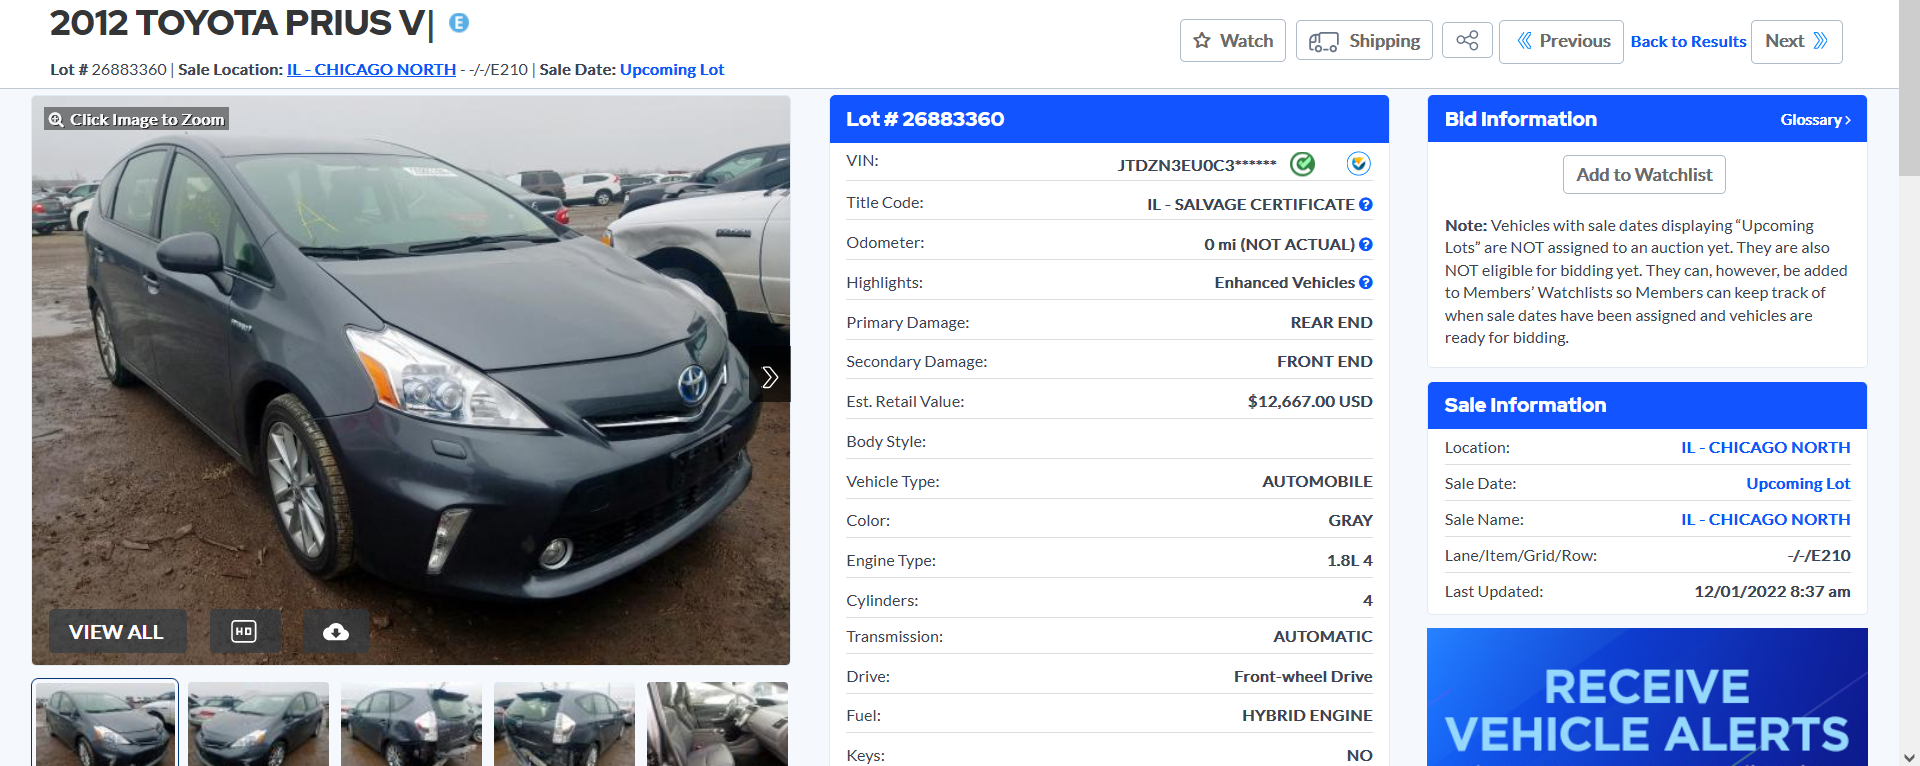 2012 TOYOTA PRIUS V| E
Lot # 26883360 | Sale Location: IL - CHICAGO NORTH - -/-/E210 | Sale Date: Upcoming Lot
Watch
Shipping
Previous
Back to Results
Next
Click Image to Zoom
VIEW ALL
HD
Lot # 26883360
VIN: JTDZN3EU0C3******
Title Code: IL - SALVAGE CERTIFICATE ?
Odometer: 0 mi (NOT ACTUAL) ?
Highlights: Enhanced Vehicles ?
Primary Damage: REAR END
Secondary Damage: FRONT END
Est. Retail Value: $12,667.00 USD
Body Style:
Vehicle Type: AUTOMOBILE
Color: GRAY
Engine Type: 1.8L 4
Cylinders: 4
Transmission: AUTOMATIC
Drive: Front-wheel Drive
Fuel: HYBRID ENGINE
Keys: NO
Bid Information Glossary
Add to Watchlist
Note: Vehicles with sale dates displaying “Upcoming
Lots” are NOT assigned to an auction yet. They are also
NOT eligible for bidding yet. They can, however, be added
to Members’ Watchlists so Members can keep track of
when sale dates have been assigned and vehicles are
ready for bidding.
Sale Information
Location: IL - CHICAGO NORTH
Sale Date: Upcoming Lot
Sale Name: IL - CHICAGO NORTH
Lane/Item/Grid/Row: -/-/E210
Last Updated: 12/01/2022 8:37 am
RECEIVE
VEHICLE ALERTS